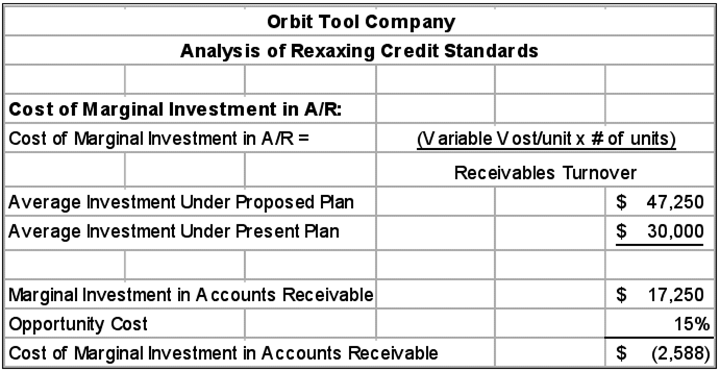 Orbit Tool Company
Analysis of Rexaxing Credit Standards
Cost of Marginal Investment in A/R:
Cost of Marginal Investment in A/R = (Variable Vost/unit x # of units)
Receivables Turnover
Average Investment Under Proposed Plan $ 47,250
Average Investment Under Present Plan $ 30,000
Marginal Investment in Accounts Receivable $ 17,250
Opportunity Cost 15%
Cost of Marginal Investment in Accounts Receivable $ (2,588)